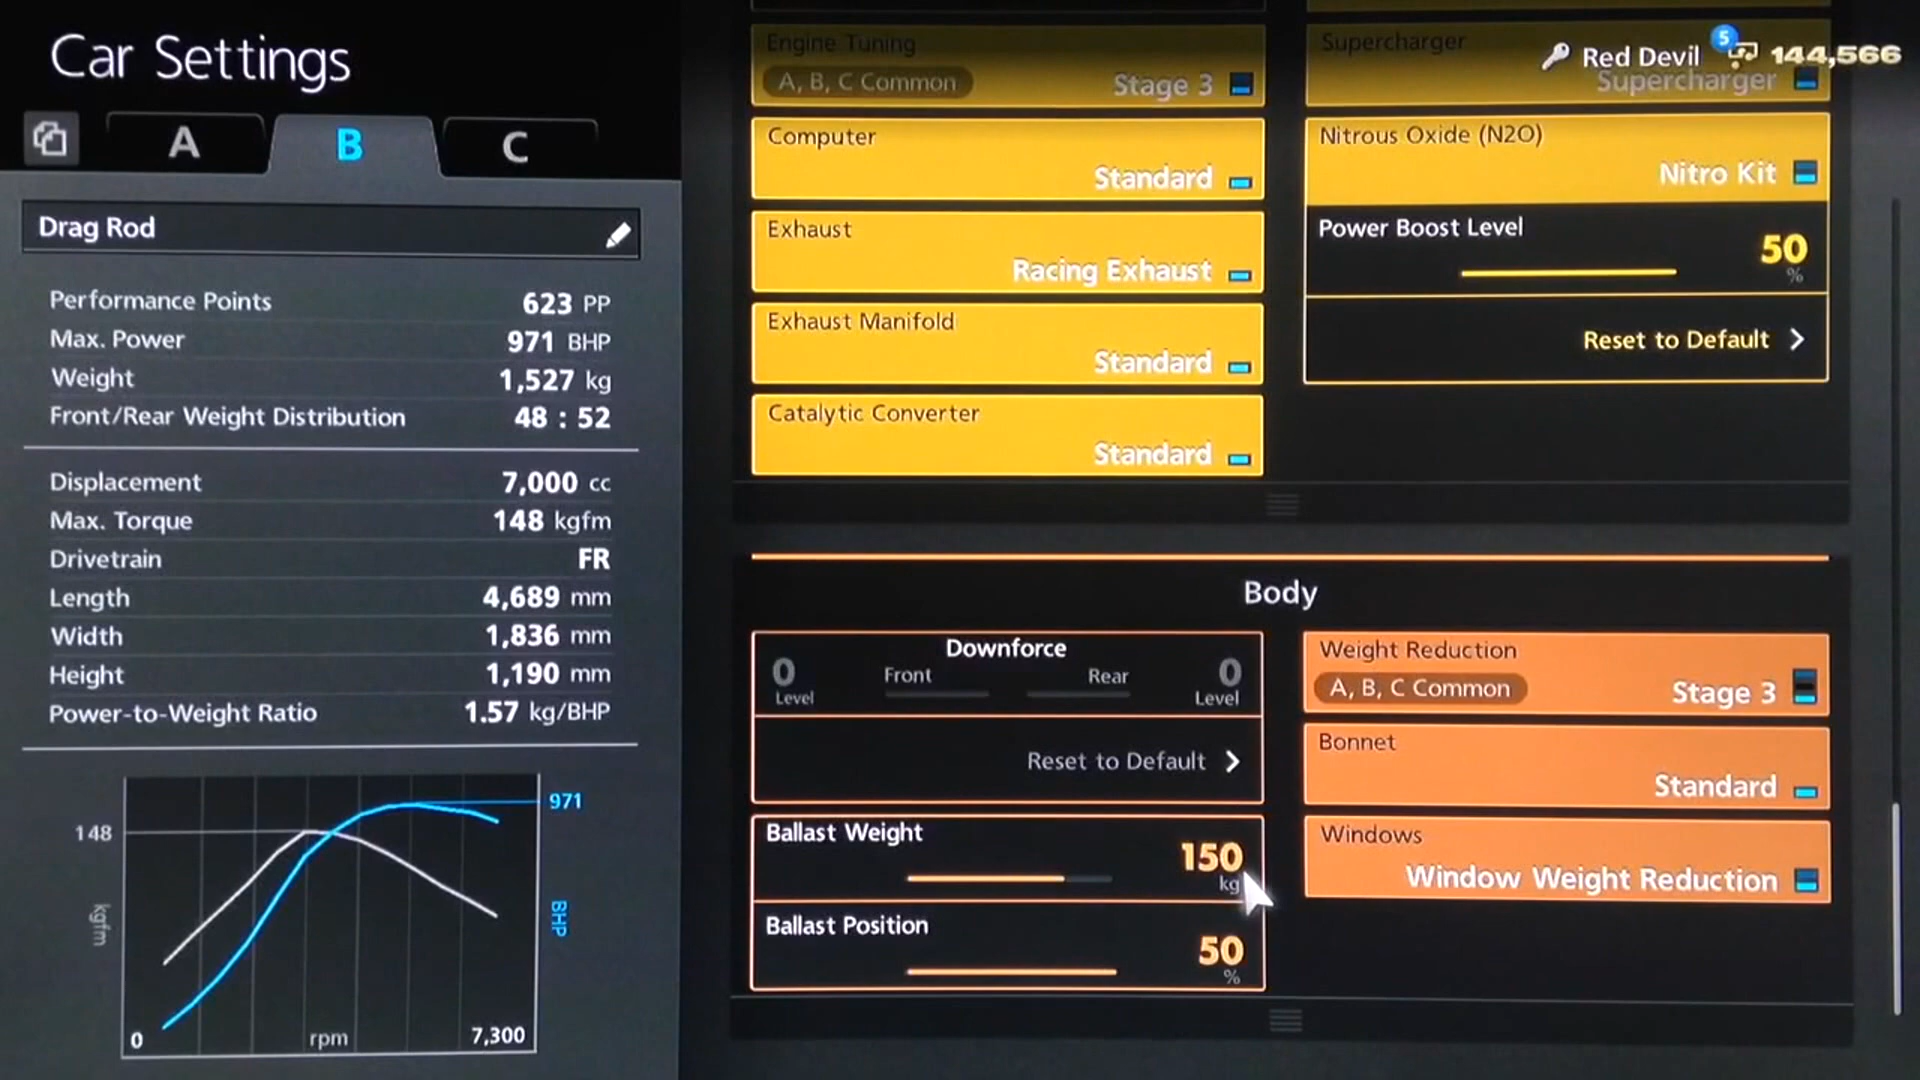 Car Settings
A
B
C
Drag Rod
Performance Points 623 PP
Max. Power 971 BHP
Weight 1,527 kg
Front/Rear Weight Distribution 48 : 52
Displacement 7,000 cc
Max. Torque 148 kgfm
Drivetrain FR
Length 4,689 mm
Width 1,836 mm
Height 1,190 mm
Power-to-Weight Ratio 1.57 kg/BHP
971
148
kgfm
BHP
0 rpm 7,300
Engine Tuning
A, B, C Common Stage 3
Computer
Standard
Exhaust
Racing Exhaust
Exhaust Manifold
Standard
Catalytic Converter
Standard
Supercharger
Red Devil 5 144,566
Supercharger
Nitrous Oxide (N2O)
Nitro Kit
Power Boost Level
50
%
Reset to Default
Body
Downforce
0 Front Rear 0
Level Level
Reset to Default
Ballast Weight
150
kg
Ballast Position
50
%
Weight Reduction
A, B, C Common Stage 3
Bonnet
Standard
Windows
Window Weight Reduction